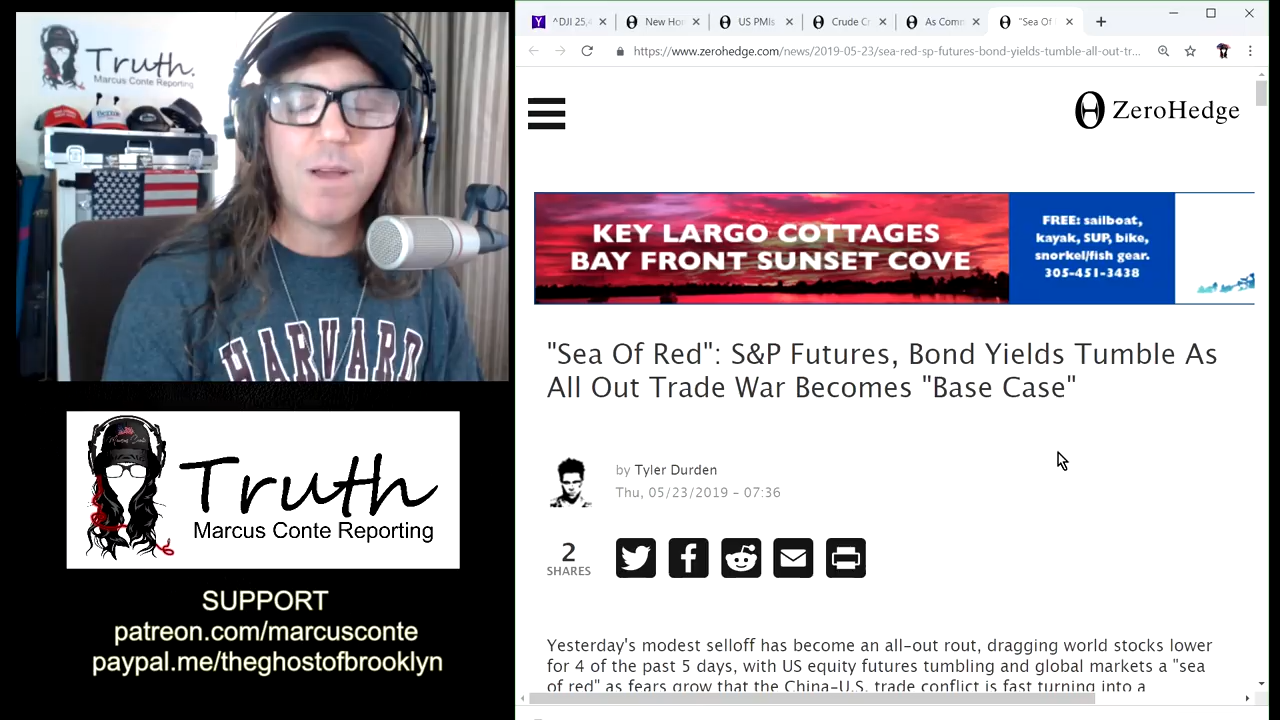 Truth.
Marcus Conte Reporting
HARVARD
Truth
Marcus Conte Reporting
SUPPORT
patreon.com/marcusconte
paypal.me/theghostofbrooklyn
^DJI 25,4
New Ho
US PMIs
Crude C
As Com
"Sea Of
https://www.zerohedge.com/news/2019-05-23/sea-red-sp-futures-bond-yields-tumble-all-out-tr...
ZeroHedge
KEY LARGO COTTAGES
BAY FRONT SUNSET COVE
FREE: sailboat,
kayak, SUP, bike,
snorkel/fish gear.
305-451-3438
"Sea Of Red": S&P Futures, Bond Yields Tumble As
All Out Trade War Becomes "Base Case"
by Tyler Durden
Thu, 05/23/2019 - 07:36
2
SHARES
Yesterday's modest selloff has become an all-out rout, dragging world stocks lower
for 4 of the past 5 days, with US equity futures tumbling and global markets a "sea
of red" as fears grow that the China-U.S. trade conflict is fast turning into a